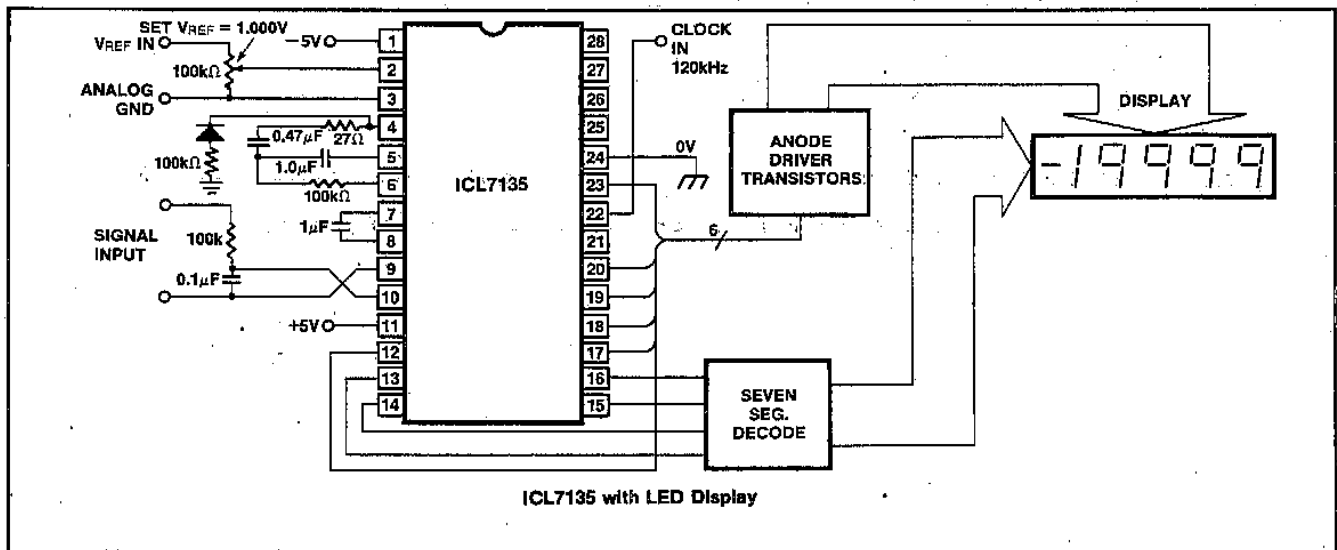 SET VREF = 1.000V
VREF IN
100kΩ
ANALOG
GND
100kΩ
0.47µF
27Ω
1.0µF
100kΩ
1µF
SIGNAL
INPUT
100k
0.1µF
−5V
+5V
1
2
3
4
5
6
7
8
9
10
11
12
13
14
ICL7135
28
27
26
25
24
23
22
21
20
19
18
17
16
15
CLOCK
IN
120kHz
0V
6
ANODE
DRIVER
TRANSISTORS
DISPLAY
-19999
SEVEN
SEG.
DECODE
ICL7135 with LED Display